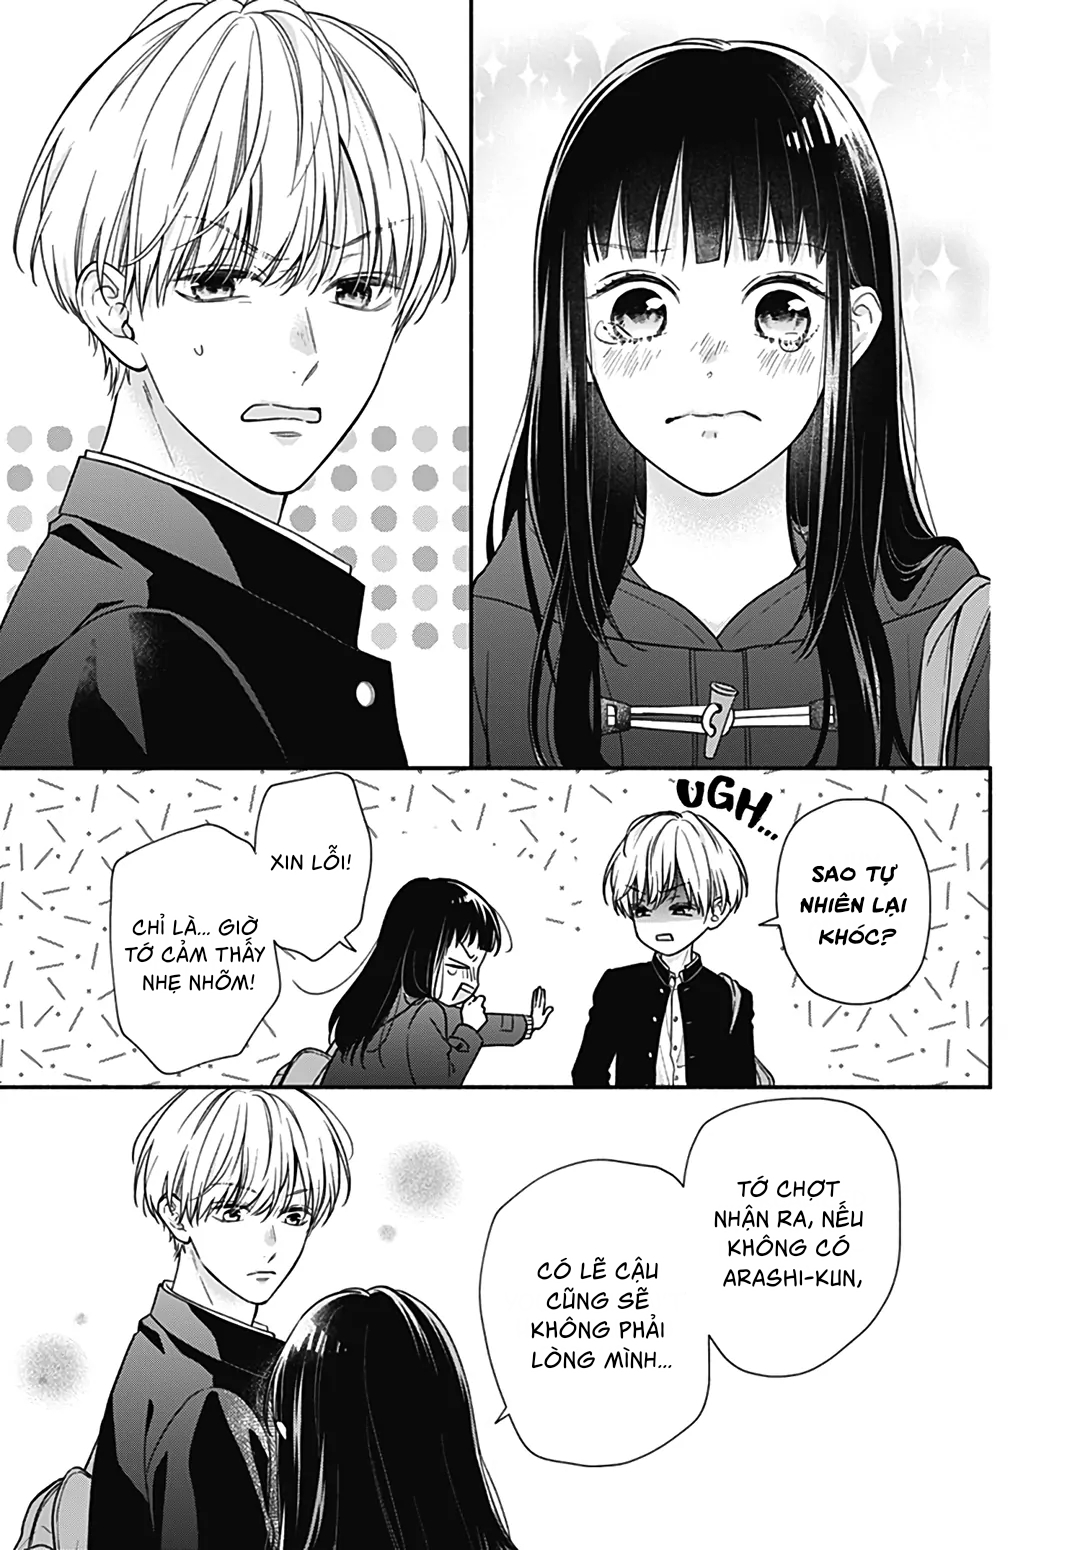 UGH...
SAO TỰ
NHIÊN LẠI
KHÓC?
XIN LỖI!
CHỈ LÀ... GIỜ
TỚ CẢM THẤY
NHẸ NHÕM!
TỚ CHỢT
NHẬN RA, NẾU
KHÔNG CÓ
ARASHI-KUN,
CÓ LẼ CẬU
CŨNG SẼ
KHÔNG PHẢI
LÒNG MÌNH...